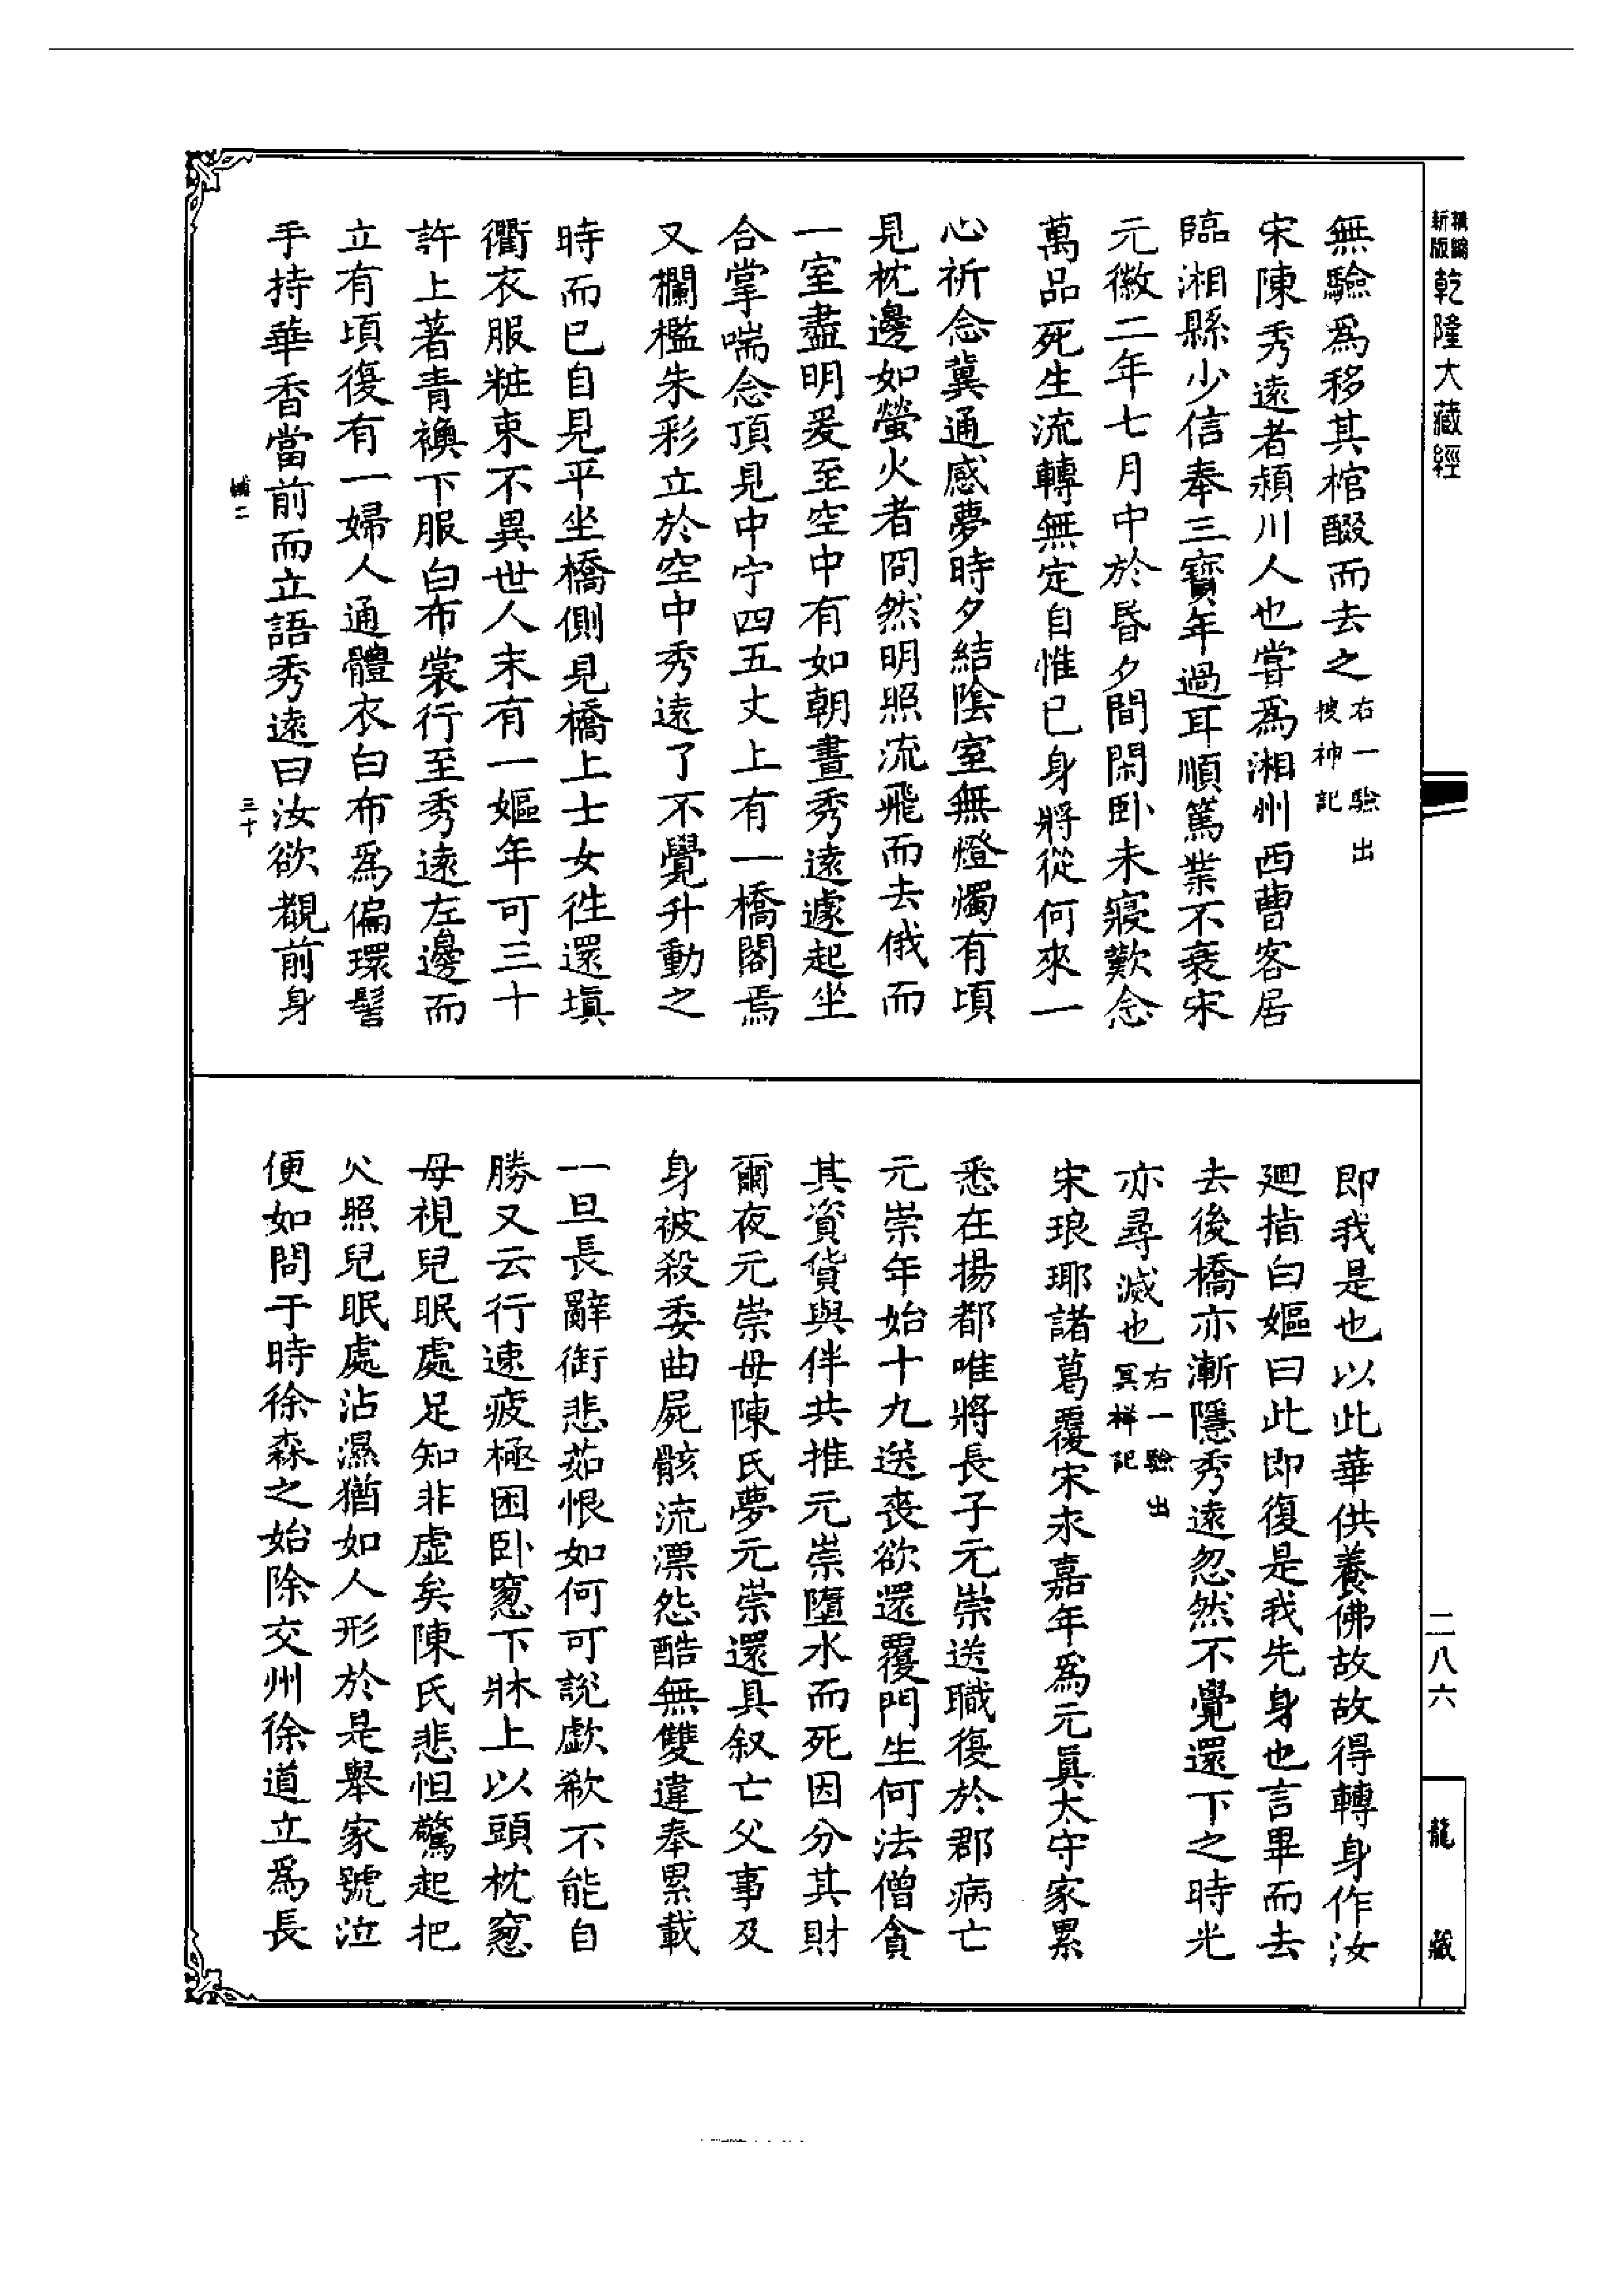 新版精編 乾隆大藏經
二八六
龍藏
無驗爲移其棺醊而去之右一驗出搜神記
宋陳秀遠者潁川人也嘗爲湘州西曹客居
臨湘縣少信奉三寶年過耳順篤業不衰宋
元徽二年七月中於昏夕間閑臥未寢歎念
萬品死生流轉無定自惟已身將從何來一
心祈念冀通感夢時夕結陰室無燈燭有頃
見枕邊如螢火者冏然明照流飛而去俄而
一室盡明爰至空中有如朝晝秀遠遽起坐
合掌喘念頂見中宁四五丈上有一橋閣焉
又欄檻朱彩立於空中秀遠了不覺升動之
時而已自見平坐橋側見橋上士女徃還塡
衢衣服粧束不異世人末有一嫗年可三十
許上著青襖下服白布裳行至秀遠左邊而
立有頃復有一婦人通體衣白布爲偏環髻
手持華香當前而立語秀遠曰汝欲覩前身
輔二
三十
即我是也以此華供養佛故故得轉身作汝
廻指白嫗曰此即復是我先身也言畢而去
去後橋亦漸隱秀遠忽然不覺還下之時光
亦尋滅也右一驗出冥祥記
宋琅瑘諸葛覆宋永嘉年爲元眞太守家累
悉在揚都唯將長子元崇送職復於郡病亡
元崇年始十九送喪欲還覆門生何法僧貪
其資貨與伴共推元崇墮水而死因分其財
爾夜元崇母陳氏夢元崇還具叙亡父事及
身被殺委曲屍骸流漂怨酷無雙違奉累載
一旦長辭銜悲茹恨如何可說歔欷不能自
勝又云行速疲極困臥窻下牀上以頭枕窻
母視兒眠處足知非虛矣陳氏悲怛驚起把
火照兒眠處沾濕猶如人形於是舉家號泣
便如問于時徐森之始除交州徐道立爲長